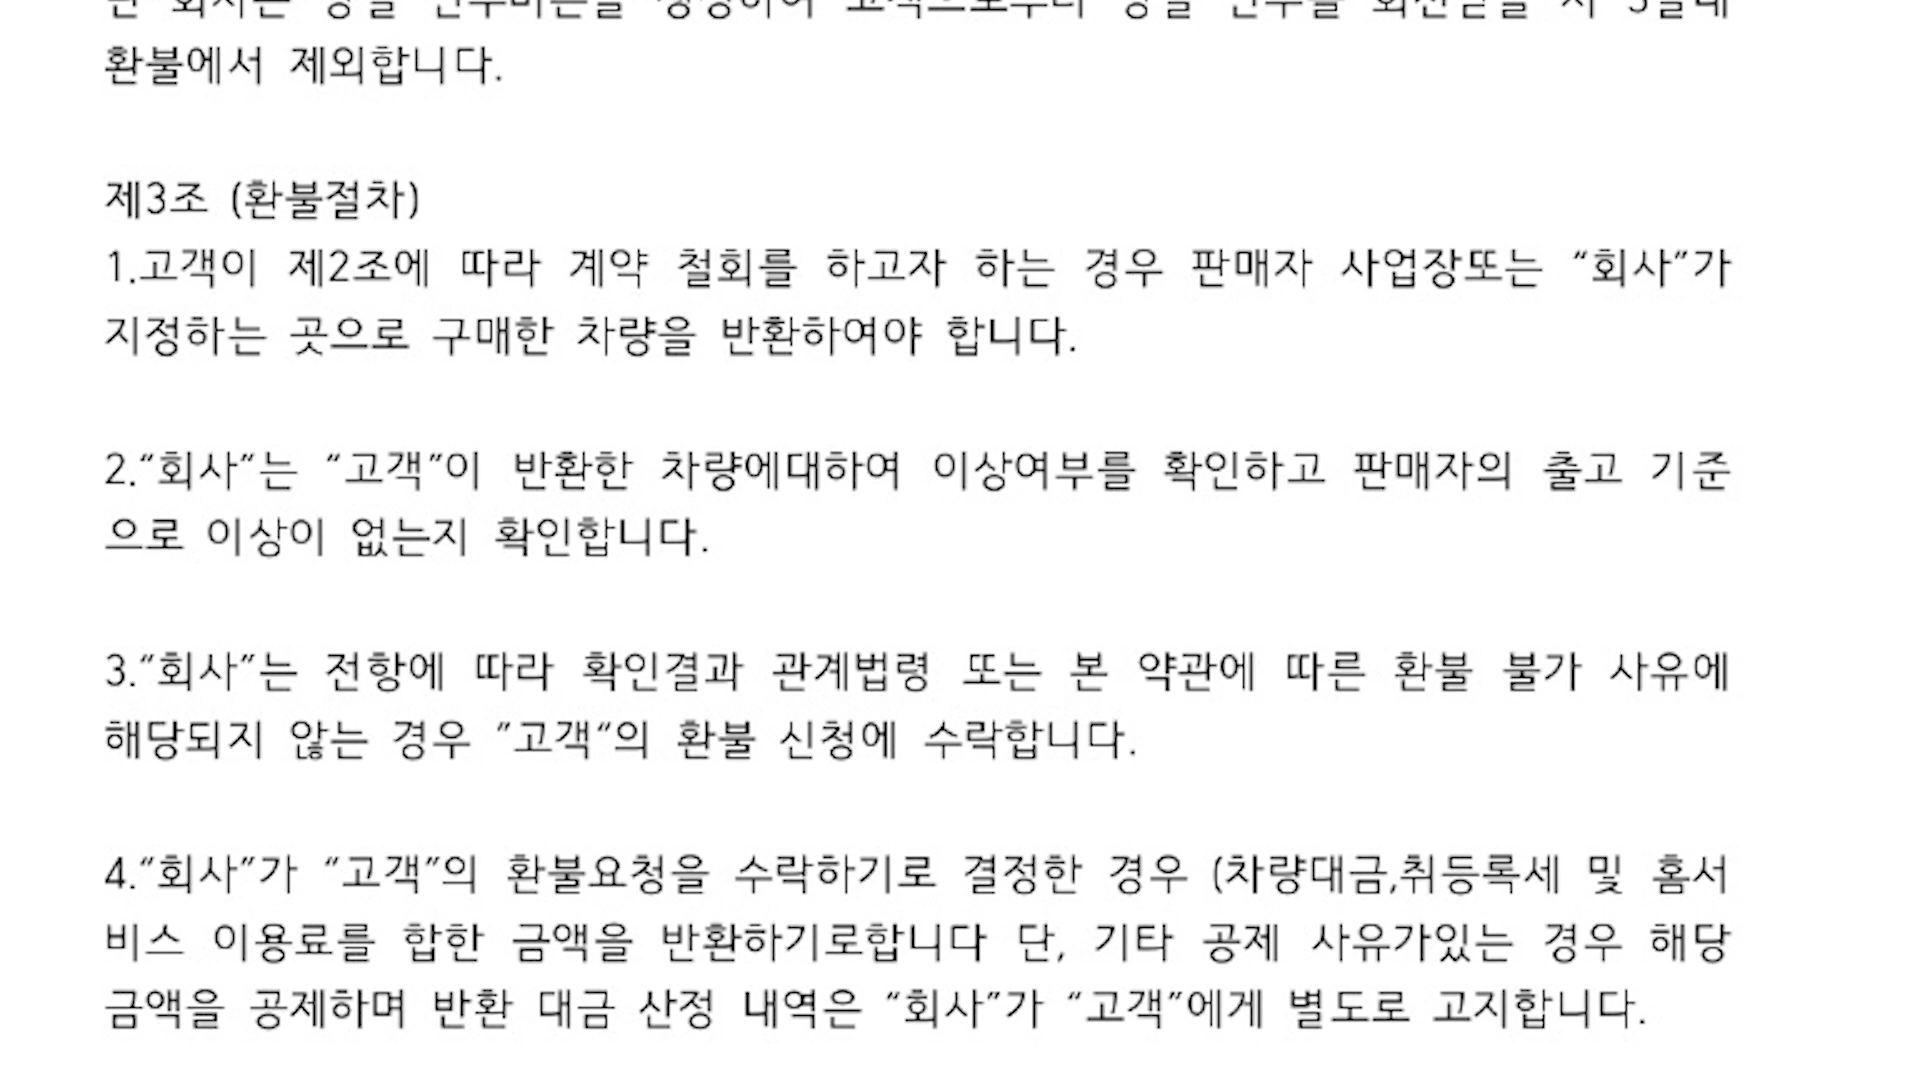 환불에서 제외합니다.
제3조 (환불절차)
1.고객이 제2조에 따라 계약 철회를 하고자 하는 경우 판매자 사업장또는 “회사”가
지정하는 곳으로 구매한 차량을 반환하여야 합니다.
2.“회사”는 “고객”이 반환한 차량에대하여 이상여부를 확인하고 판매자의 출고 기준
으로 이상이 없는지 확인합니다.
3.“회사”는 전항에 따라 확인결과 관계법령 또는 본 약관에 따른 환불 불가 사유에
해당되지 않는 경우 ”고객“의 환불 신청에 수락합니다.
4.“회사”가 “고객”의 환불요청을 수락하기로 결정한 경우 (차량대금,취등록세 및 홈서
비스 이용료를 합한 금액을 반환하기로합니다 단, 기타 공제 사유가있는 경우 해당
금액을 공제하며 반환 대금 산정 내역은 “회사”가 “고객”에게 별도로 고지합니다.